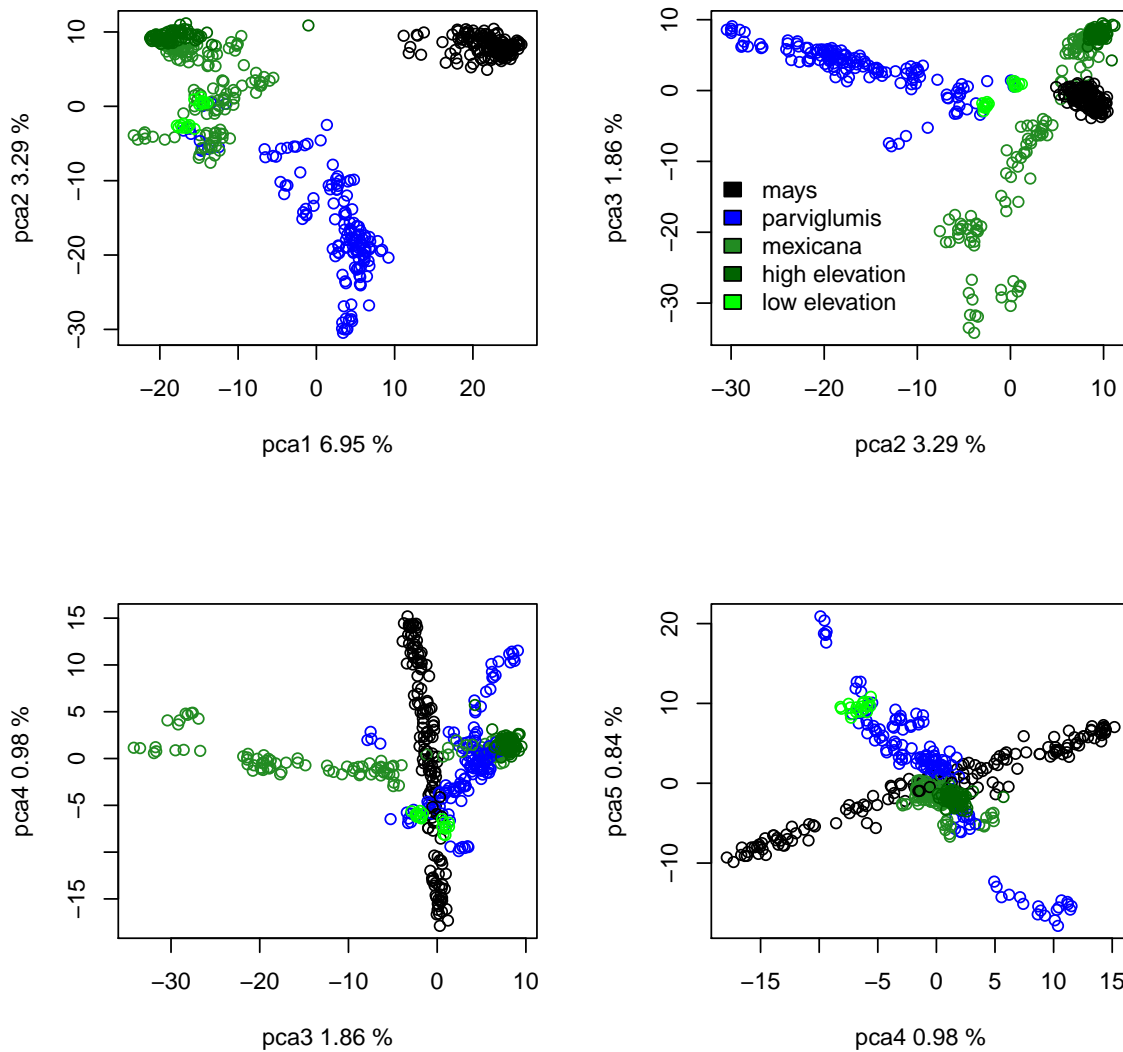 10
0
−10
−20
−30
pca2 3.29 %
−20 −10 0 10 20
pca1 6.95 %
10
0
−10
−20
−30
pca3 1.86 %
mays
parviglumis
mexicana
high elevation
low elevation
−30 −20 −10 0 10
pca2 3.29 %
15
10
5
0
−5
−15
pca4 0.98 %
−30 −20 −10 0 10
pca3 1.86 %
20
10
0
−10
pca5 0.84 %
−15 −5 0 5 10 15
pca4 0.98 %